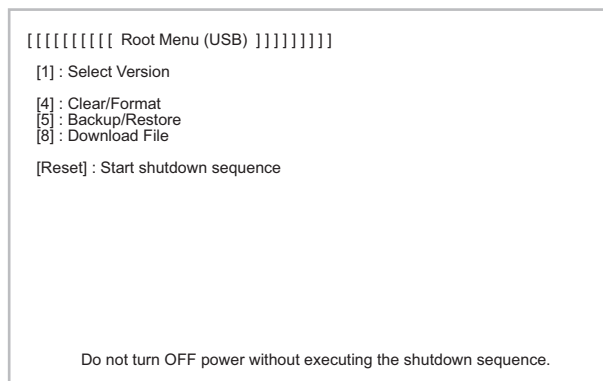 [ [ [ [ [ [ [ [ [ [ Root Menu (USB) ] ] ] ] ] ] ] ] ]
[1] : Select Version
[4] : Clear/Format
[5] : Backup/Restore
[8] : Download File
[Reset] : Start shutdown sequence
Do not turn OFF power without executing the shutdown sequence.